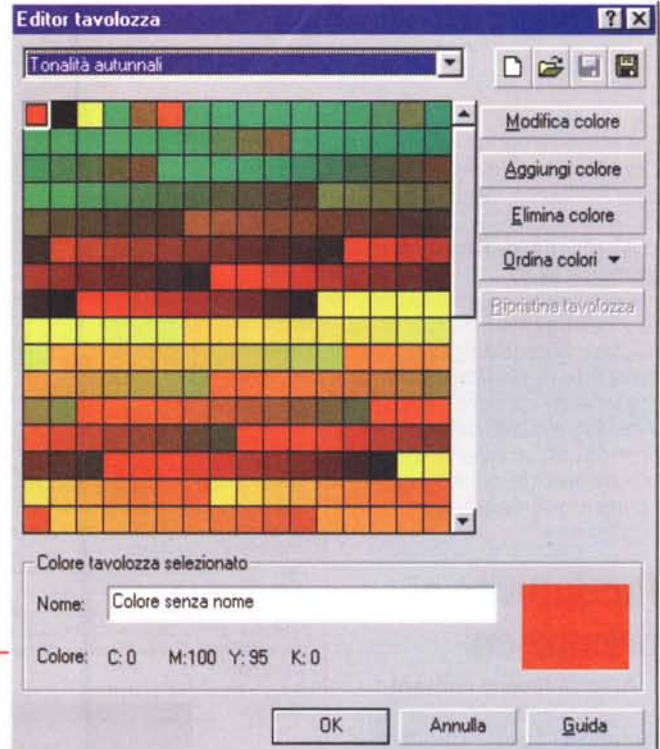 Editor tavolozza
Tonalità autunnali
Modifica colore
Aggiungi colore
Elimina colore
Ordina colori
Ripristina tavolozza
Colore tavolozza selezionato
Nome: Colore senza nome
Colore: C: 0 M:100 Y: 95 K: 0
OK Annulla Guida